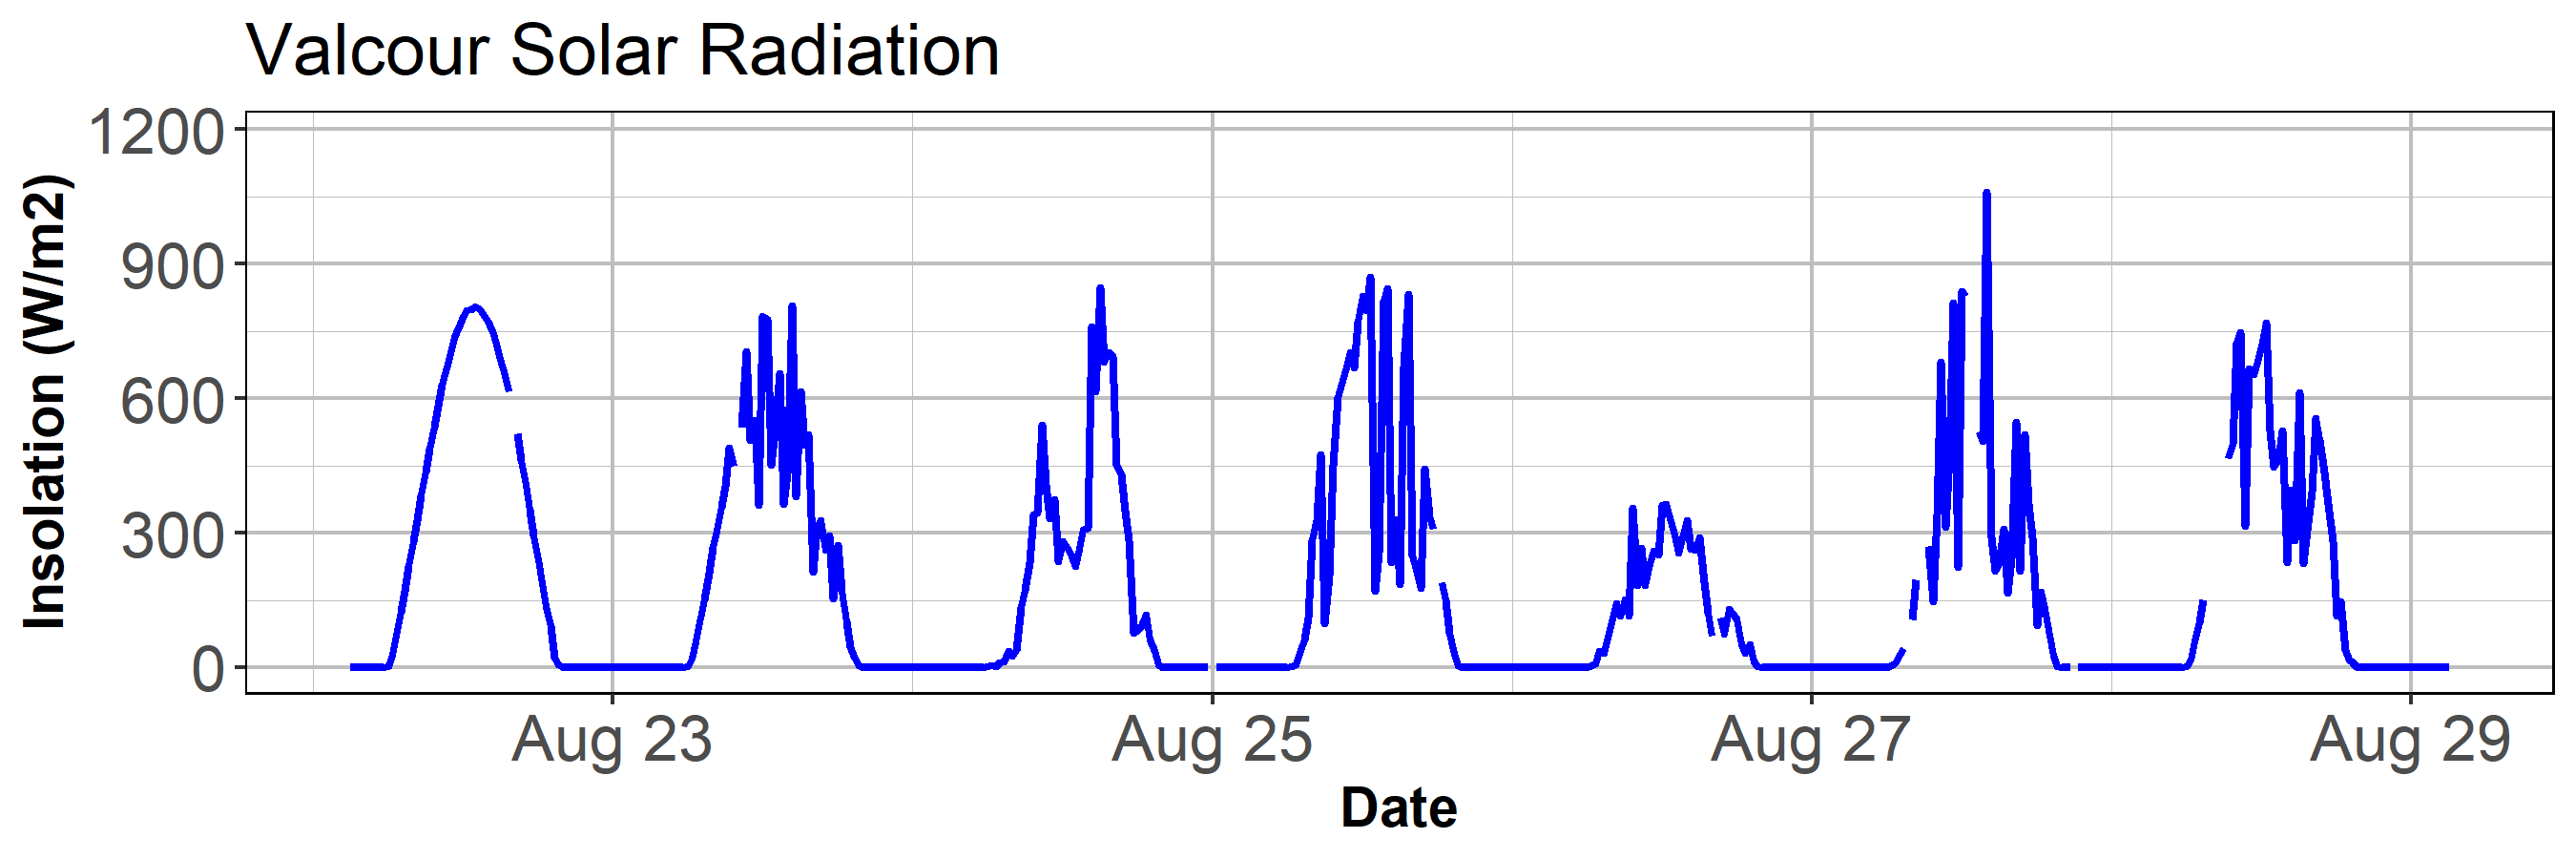 Valcour Solar Radiation
Insolation (W/m2)
1200
900
600
300
0
Aug 23 Aug 25 Aug 27 Aug 29
Date